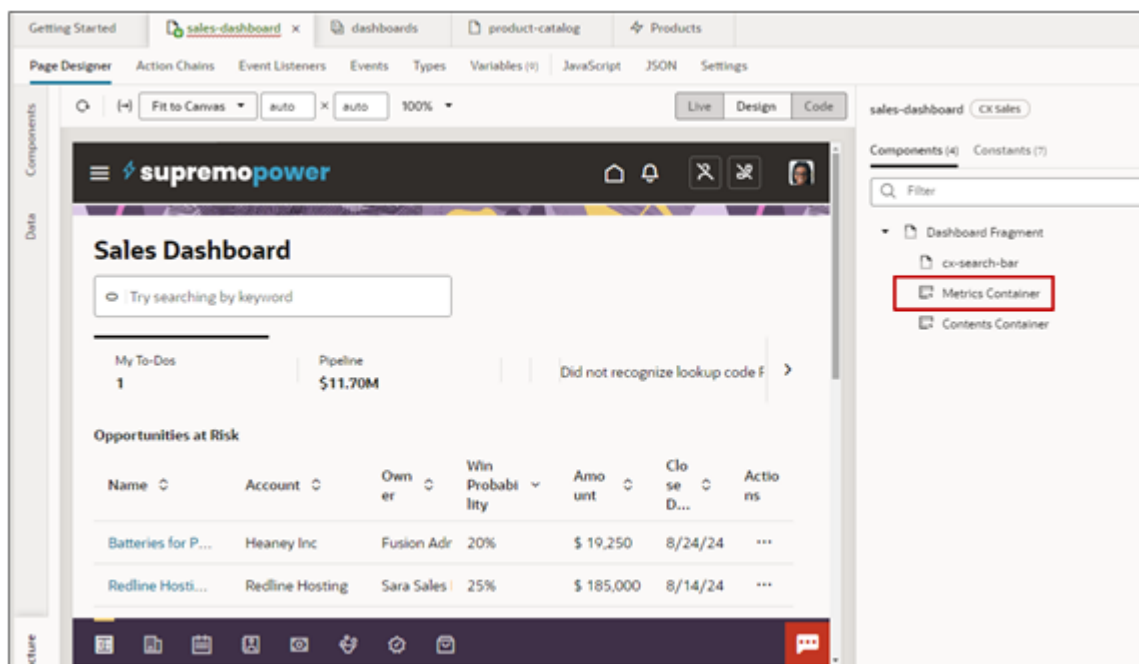 Getting Started
sales-dashboard ×
dashboards
product-catalog
Products
Page Designer Action Chains Event Listeners Events Types Variables (9) JavaScript JSON Settings
Fit to Canvas auto × auto 100% Live Design Code
Components
Data
supremopower
Sales Dashboard
Try searching by keyword
My To-Dos
1
Pipeline
$11.70M
Did not recognize lookup code
Opportunities at Risk
Name Account Own
er Win
Probabi
lity Amo
unt Clo
se
D... Actio
ns
Batteries for P... Heaney Inc Fusion Adr 20% $ 19,250 8/24/24 ...
Redline Hosti... Redline Hosting Sara Sales 25% $ 185,000 8/14/24 ...
cture
sales-dashboard CX Sales
Components (4) Constants (7)
Filter
Dashboard Fragment
cx-search-bar
Metrics Container
Contents Container